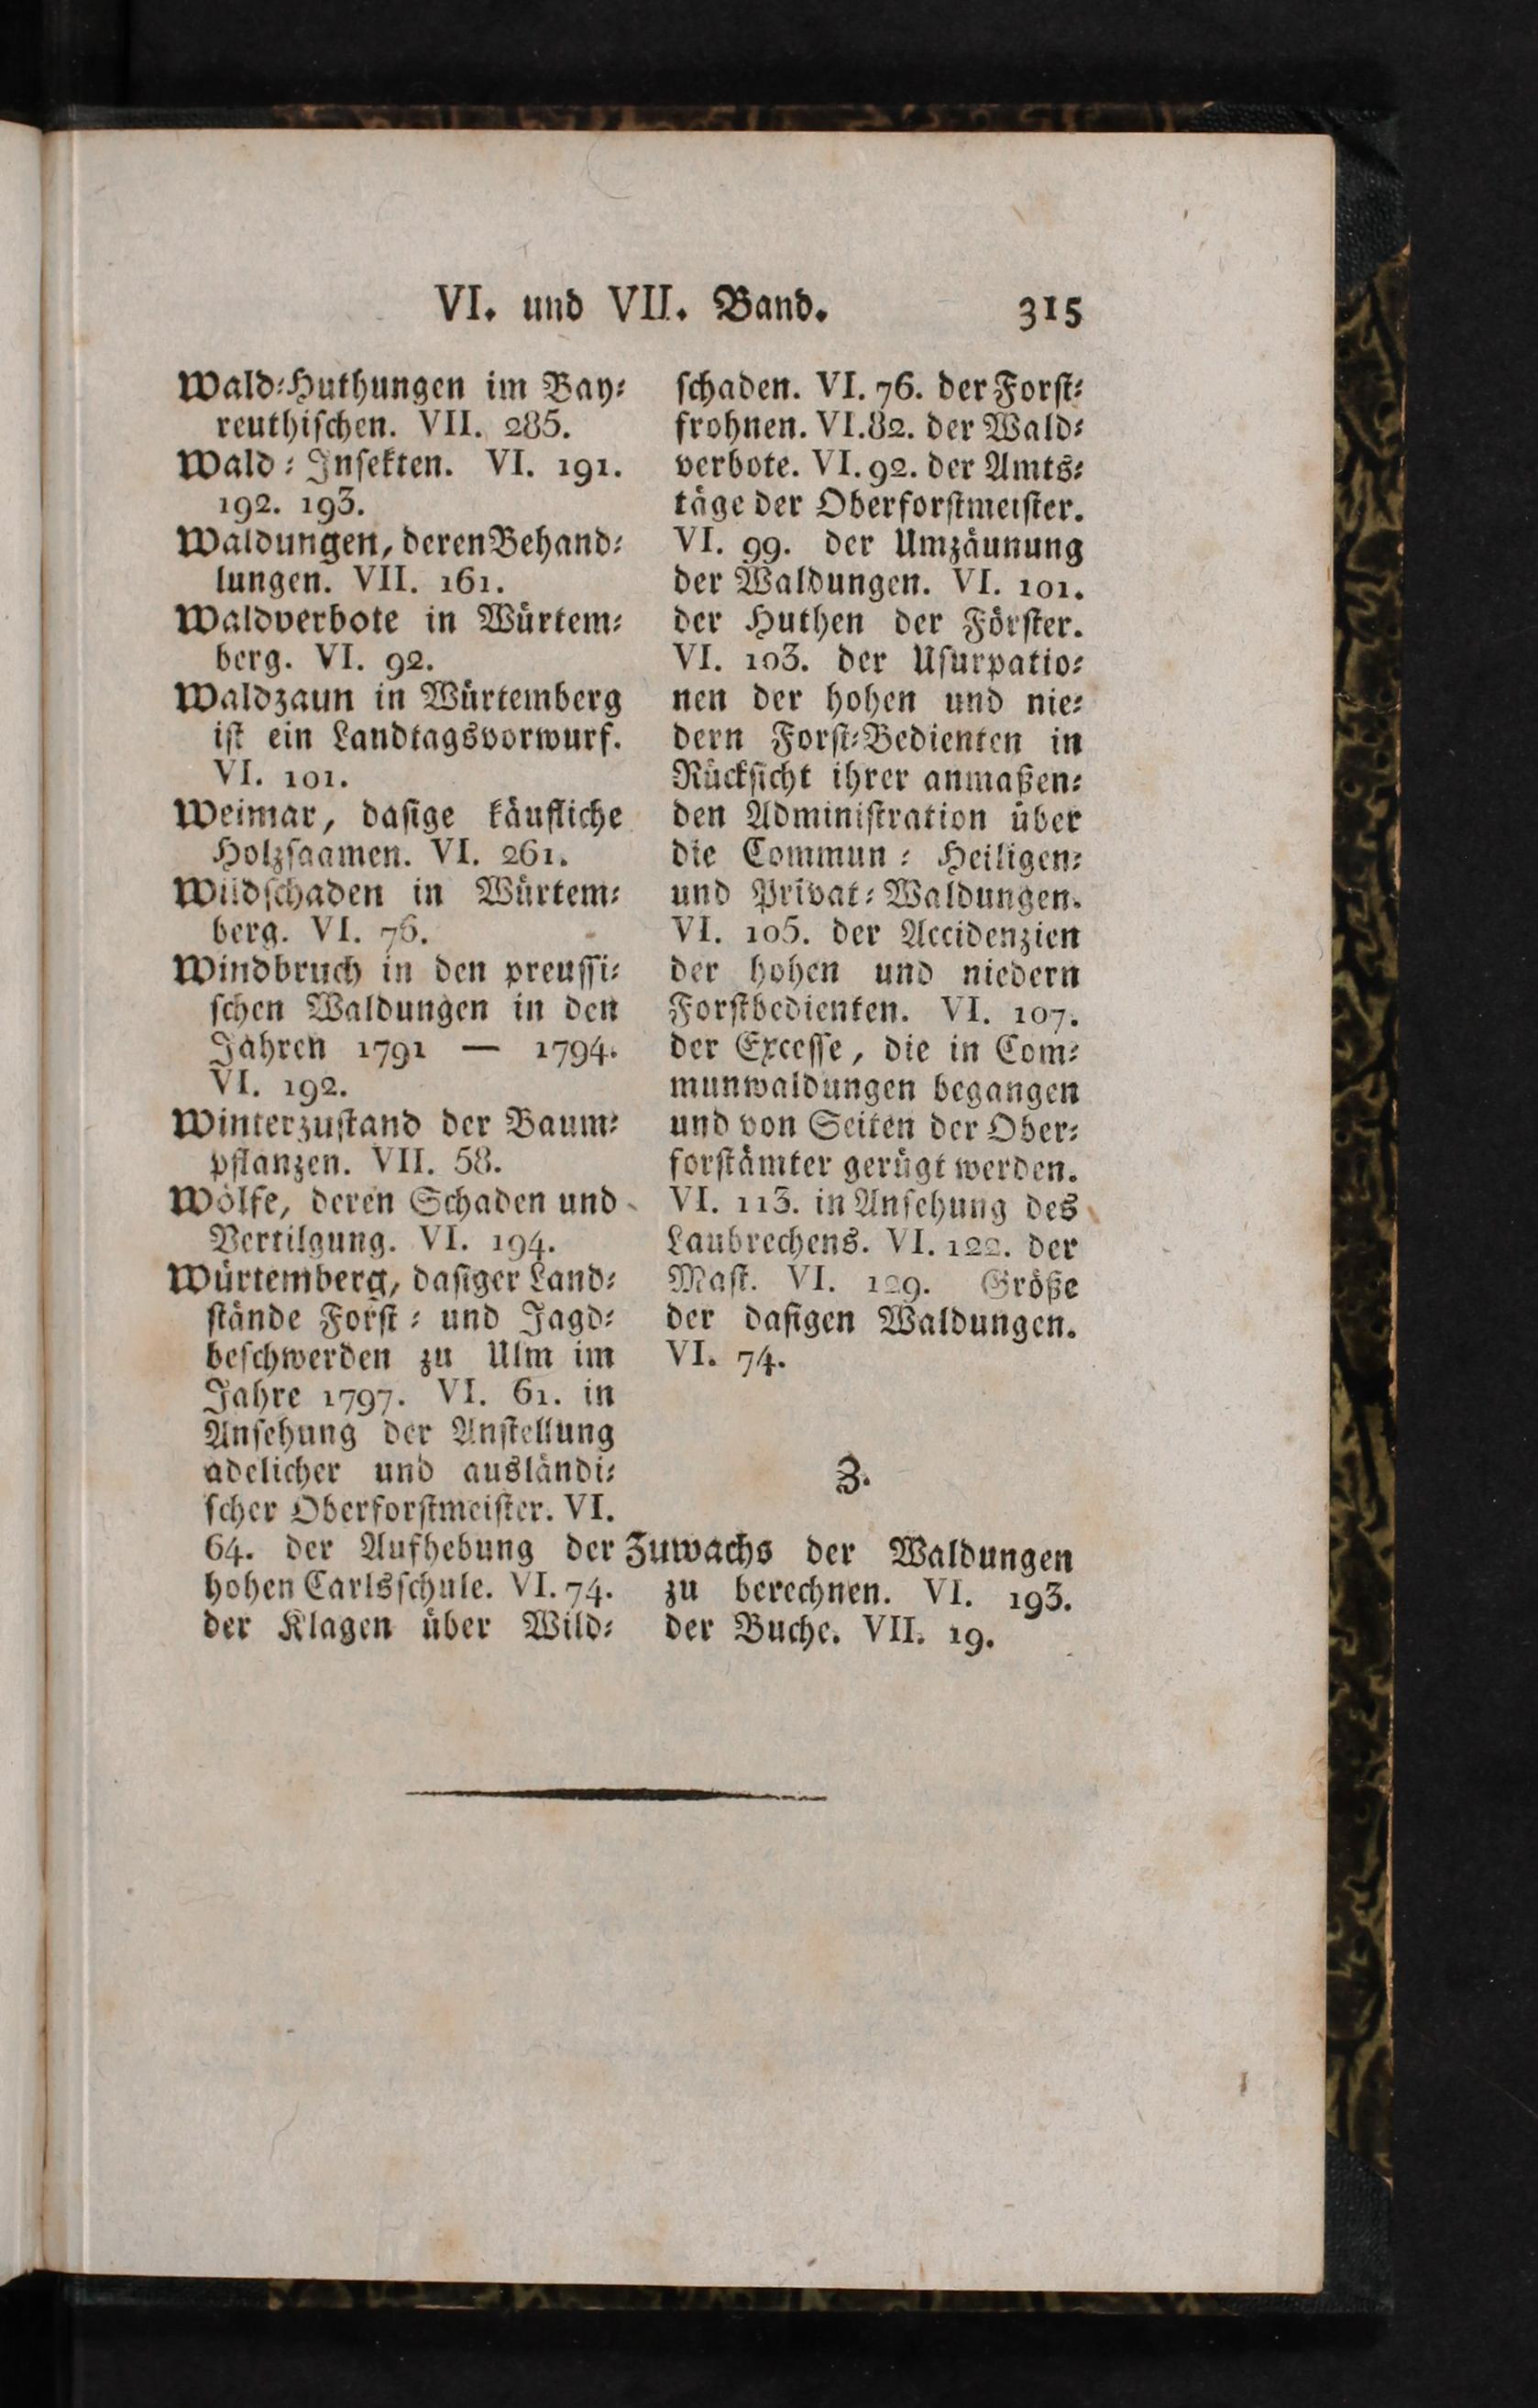 VI. und VII. Band. 315
Wald⸗Huthungen im Bay⸗
reuthiſchen. VII. 285.
Wald⸗Inſekten. VI. 191.
192. 193.
Waldungen, deren Behand⸗
lungen. VII. 161.
Waldverbote in Würtem⸗
berg. VI. 92.
Waldzaun in Würtemberg
iſt ein Landtagsvorwurf.
VI. 101.
Weimar, daſige käufliche
Holzſaamen. VI. 261.
Wildſchaden in Würtem⸗
berg. VI. 76.
Windbruch in den preuſſi⸗
ſchen Waldungen in den
Jahren 1791 — 1794.
VI. 192.
Winterzuſtand der Baum⸗
pflanzen. VII. 58.
Wölfe, deren Schaden und
Vertilgung. VI. 194.
Würtemberg, daſiger Land⸗
ſtände Forſt⸗ und Jagd⸗
beſchwerden zu Ulm im
Jahre 1797. VI. 61. in
Anſehung der Anſtellung
adelicher und ausländi⸗
ſcher Oberforſtmeiſter. VI.
64. der Aufhebung der
hohen Carlsſchule. VI. 74.
der Klagen über Wild⸗
ſchaden. VI. 76. der Forſt⸗
frohnen. VI. 82. der Wald⸗
verbote. VI. 92. der Amts⸗
täge der Oberforſtmeiſter.
VI. 99. der Umzäunung
der Waldungen. VI. 101.
der Huthen der Förſter.
VI. 103. der Uſurpatio⸗
nen der hohen und nie⸗
dern Forſt⸗Bedienten in
Rückſicht ihrer anmaßen⸗
den Adminiſtration über
die Commun⸗ Heiligen⸗
und Privat⸗Waldungen.
VI. 105. der Accidenzien
der hohen und niedern
Forſtbedienten. VI. 107.
der Exceſſe, die in Com⸗
munwaldungen begangen
und von Seiten der Ober⸗
forſtämter gerügt werden.
VI. 113. in Anſehung des
Laubrechens. VI. 122. der
Maſt. VI. 129. Größe
der daſigen Waldungen.
VI. 74.
Z.
Zuwachs der Waldungen
zu berechnen. VI. 193.
der Buche. VII. 19.